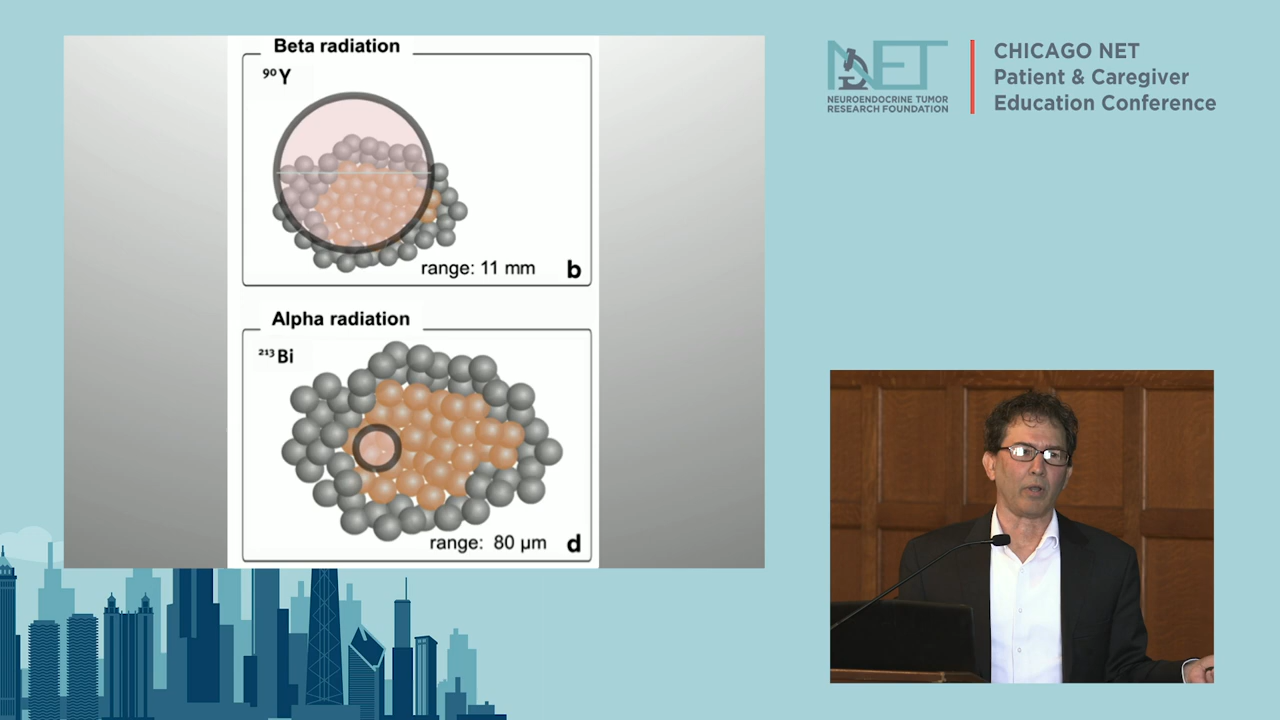 Beta radiation
⁹⁰Y
range: 11 mm b
Alpha radiation
²¹³Bi
range: 80 µm d
NET
NEUROENDOCRINE TUMOR
RESEARCH FOUNDATION
CHICAGO NET
Patient & Caregiver
Education Conference